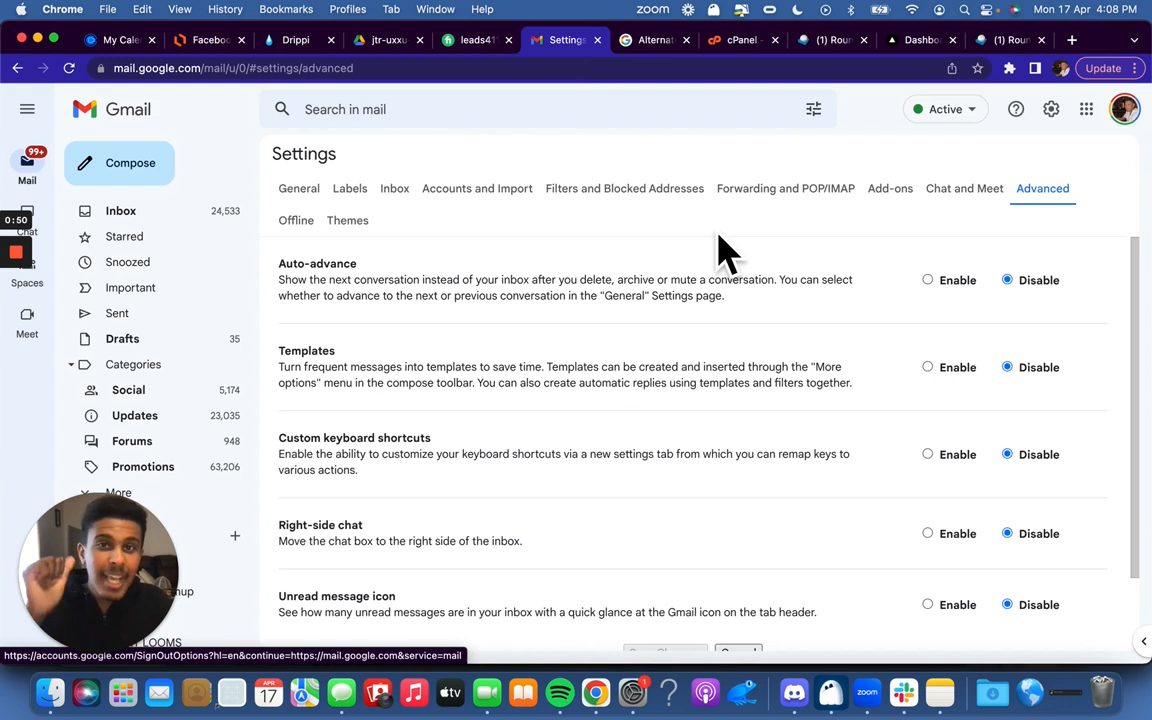 Chrome File Edit View History Bookmarks Profiles Tab Window Help zoom Mon 17 Apr 4:08 PM
My Cale Faceboo Drippi jtr-uxxu leads41 Settings Alternat cPanel - (1) Roun Dashbo (1) Roun
mail.google.com/mail/u/0/#settings/advanced Update
Gmail Search in mail Active
99+
Mail
0:50
Chat
Spaces
Meet
Compose
Inbox 24,533
Starred
Snoozed
Important
Sent
Drafts 35
Categories
Social 5,174
Updates 23,035
Forums 948
Promotions 63,206
More
LOOMS
Settings
General Labels Inbox Accounts and Import Filters and Blocked Addresses Forwarding and POP/IMAP Add-ons Chat and Meet Advanced
Offline Themes
Auto-advance
Show the next conversation instead of your inbox after you delete, archive or mute a conversation. You can select Enable Disable
whether to advance to the next or previous conversation in the "General" Settings page.
Templates
Turn frequent messages into templates to save time. Templates can be created and inserted through the "More Enable Disable
options" menu in the compose toolbar. You can also create automatic replies using templates and filters together.
Custom keyboard shortcuts
Enable the ability to customize your keyboard shortcuts via a new settings tab from which you can remap keys to Enable Disable
various actions.
Right-side chat
Move the chat box to the right side of the inbox. Enable Disable
Unread message icon
See how many unread messages are in your inbox with a quick glance at the Gmail icon on the tab header. Enable Disable
https://accounts.google.com/SignOutOptions?hl=en&continue=https://mail.google.com&service=mail
APR
17
tv
1
zoom